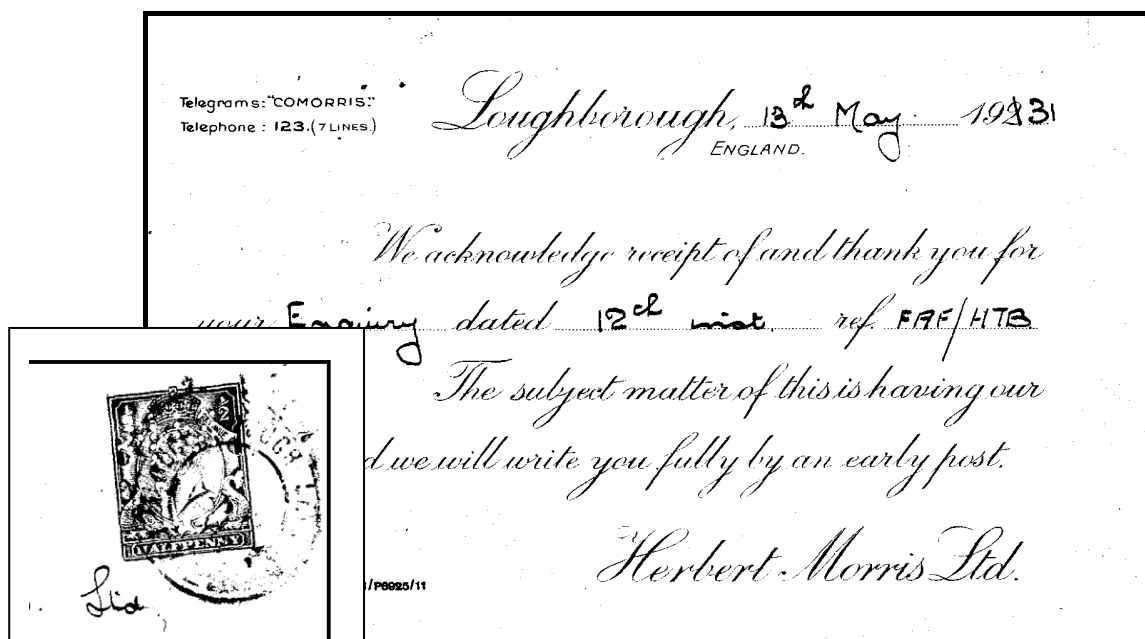 Telegrams: "COMORRIS."
Telephone : 123. (7 LINES.)
Loughborough, 13th May. 19231
ENGLAND.
We acknowledge receipt of and thank you for
your Enquiry dated 12th inst. ref. FAF/HTB
The subject matter of this is having our
d we will write you fully by an early post.
Herbert Morris Ltd.
/P6925/11
HALFPENNY
Ltd,